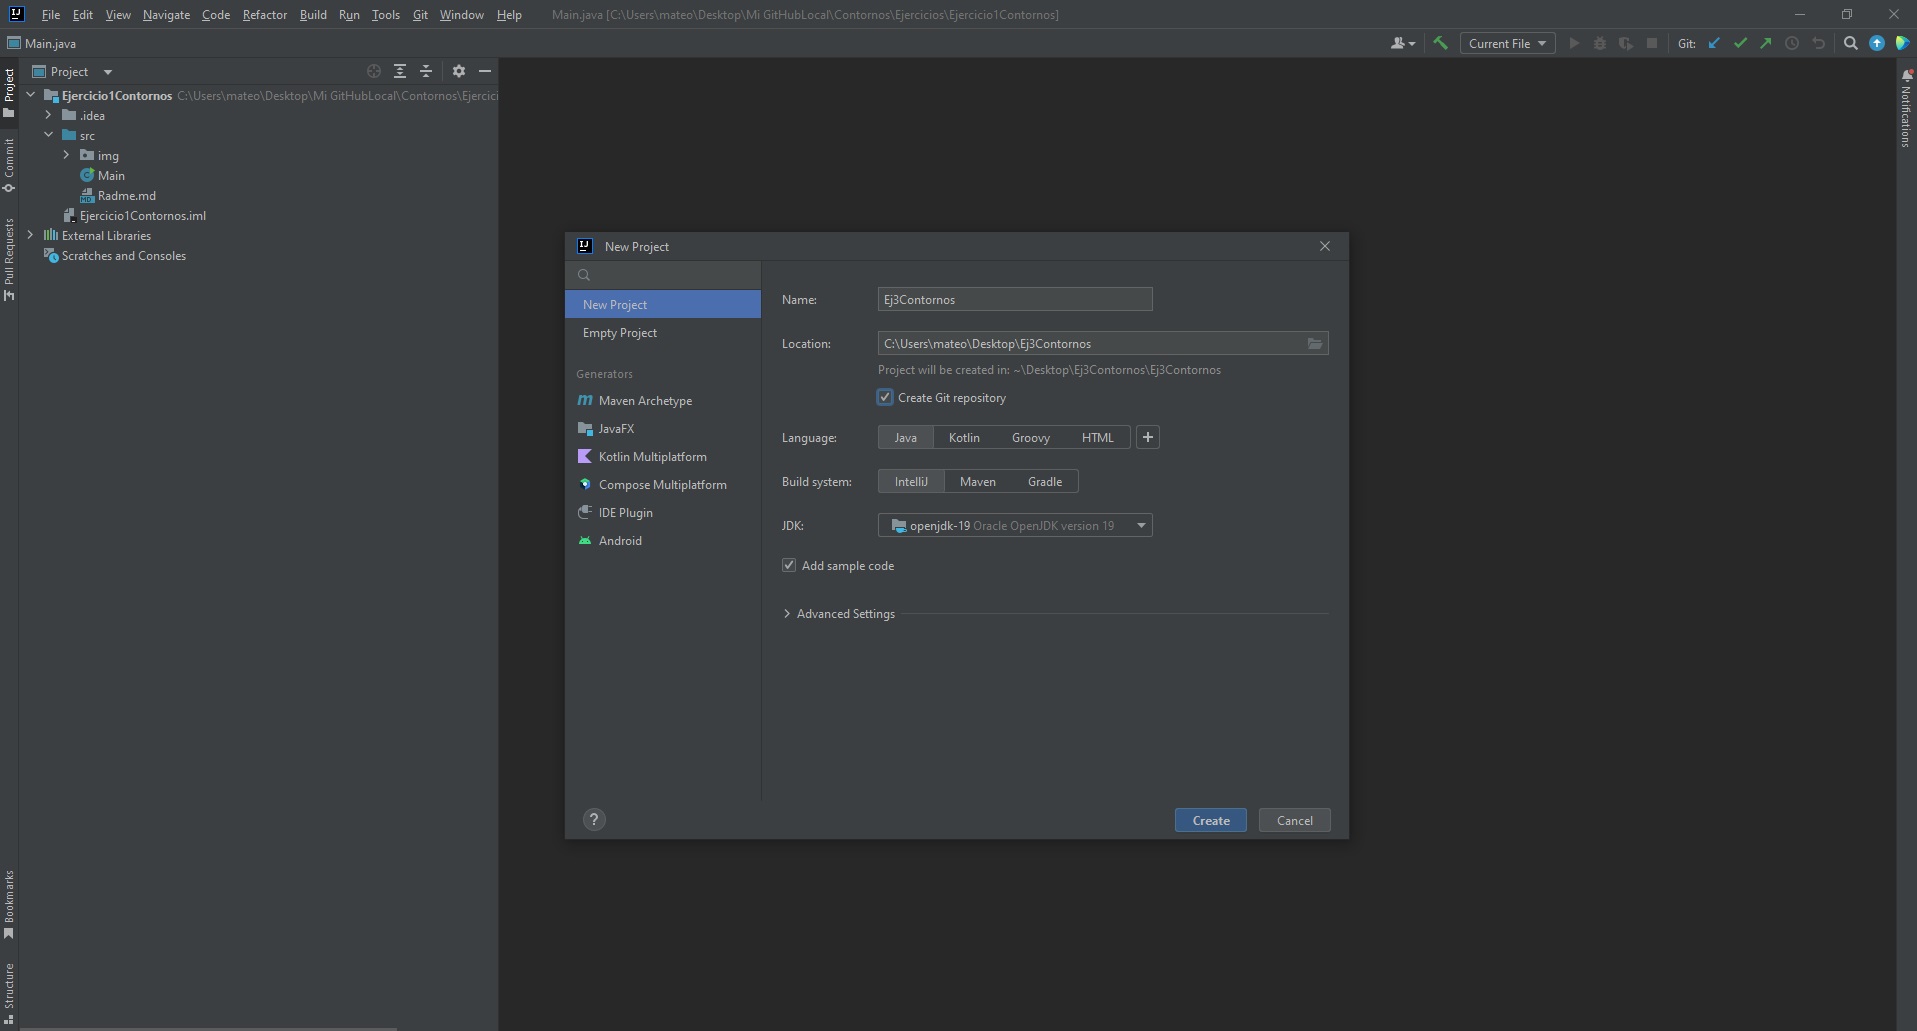 File Edit View Navigate Code Refactor Build Run Tools Git Window Help Main.java [C:\Users\mateo\Desktop\Mi GitHubLocal\Contornos\Ejercicios\Ejercicio1Contornos]
Main.java
Current File
Git:
Project
Commit
Pull Requests
Bookmarks
Structure
Project
Ejercicio1Contornos C:\Users\mateo\Desktop\Mi GitHubLocal\Contornos\Ejercici
.idea
src
img
Main
Radme.md
Ejercicio1Contornos.iml
External Libraries
Scratches and Consoles
New Project
New Project
Empty Project
Generators
Maven Archetype
JavaFX
Kotlin Multiplatform
Compose Multiplatform
IDE Plugin
Android
Name: Ej3Contornos
Location: C:\Users\mateo\Desktop\Ej3Contornos
Project will be created in: ~\Desktop\Ej3Contornos\Ej3Contornos
Create Git repository
Language: Java Kotlin Groovy HTML +
Build system: IntelliJ Maven Gradle
JDK: openjdk-19 Oracle OpenJDK version 19
Add sample code
Advanced Settings
?
Create Cancel
Notifications